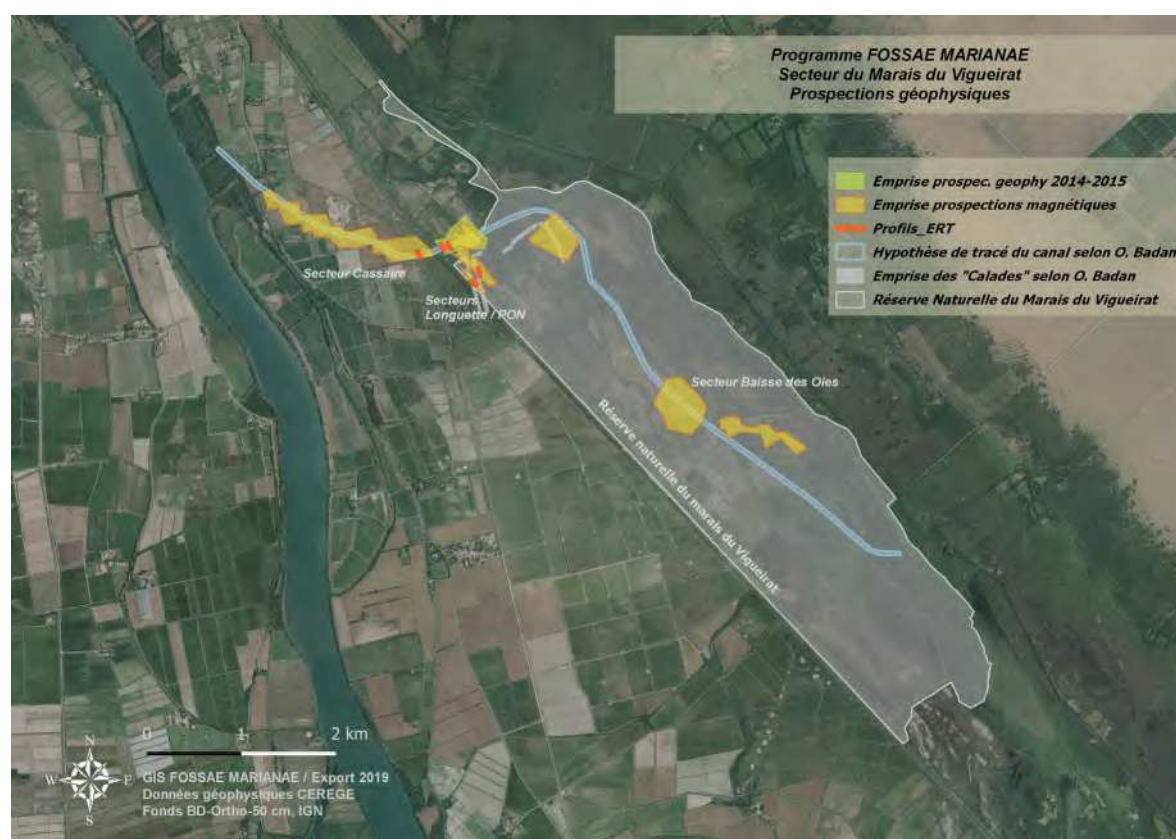 Programme FOSSAE MARIANAE
Secteur du Marais du Vigueirat
Prospections géophysiques
Emprise prospec. geophy 2014-2015
Emprise prospections magnétiques
Profils_ERT
Hypothèse de tracé du canal selon O. Badan
Emprise des "Calades" selon O. Badan
Réserve Naturelle du Marais du Vigueirat
Secteur Cassaire
Secteurs
Longuette / PON
Secteur Baisse des Oies
Réserve naturelle du marais du Vigueirat
0 1 2 km
N
W E
S
GIS FOSSAE MARIANAE / Export 2019
Données géophysiques CEREGE
Fonds BD-Ortho-50 cm, IGN